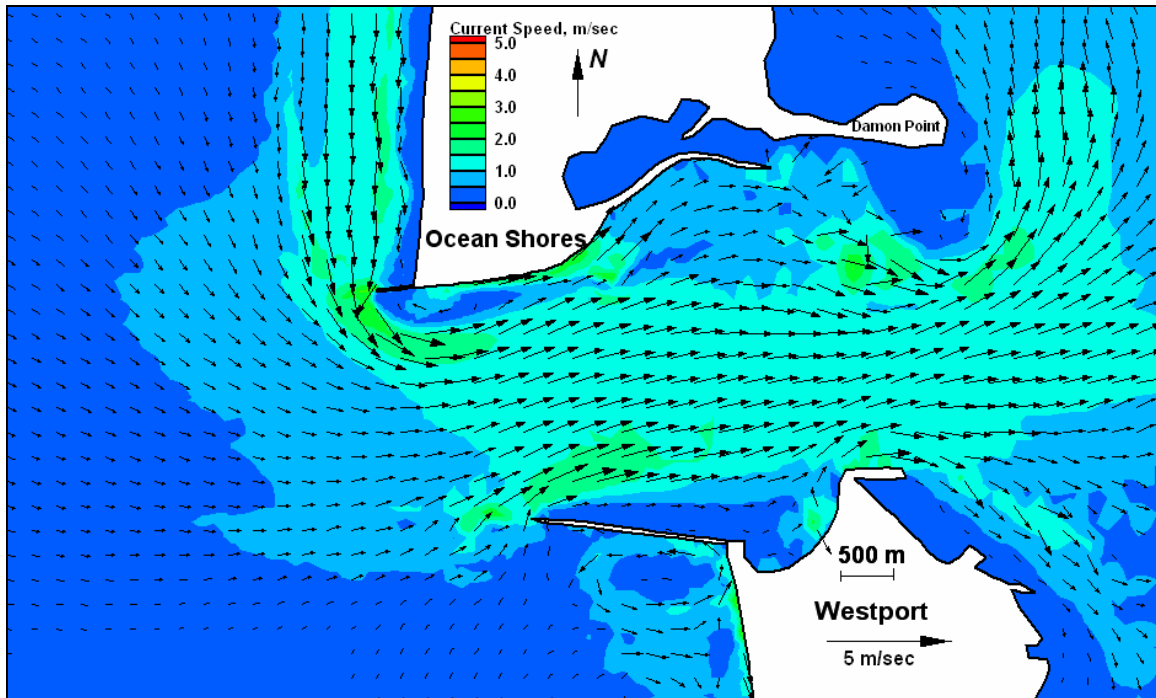 Current Speed, m/sec
5.0
4.0
3.0
2.0
1.0
0.0
N
Damon Point
Ocean Shores
500 m
Westport
5 m/sec